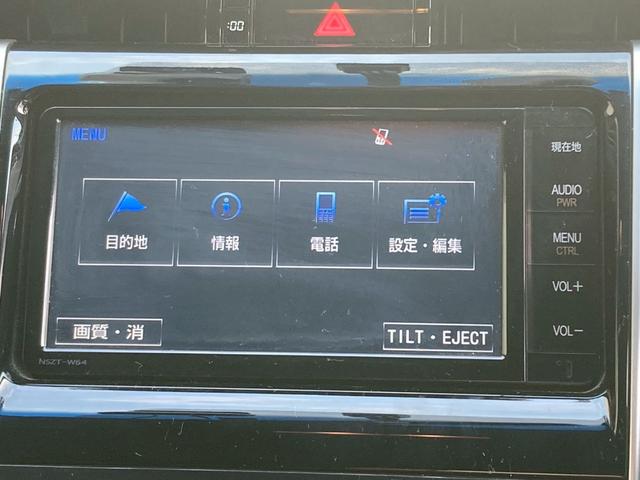 :00
MENU
現在地
AUDIO
PWR
目的地
情報
電話
設定・編集
MENU
CTRL
VOL+
画質・消
TILT・EJECT
VOL−
NSZT-W64